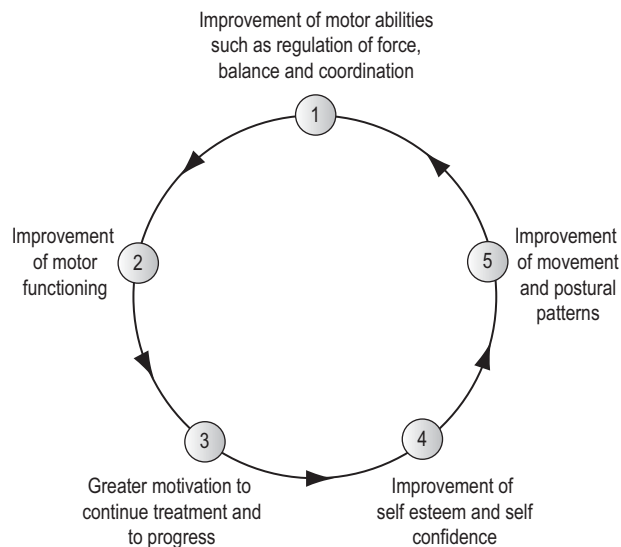 Improvement of motor abilities
such as regulation of force,
balance and coordination
1
2
Improvement
of motor
functioning
5
Improvement
of movement
and postural
patterns
3
Greater motivation to
continue treatment and
to progress
4
Improvement of
self esteem and self
confidence